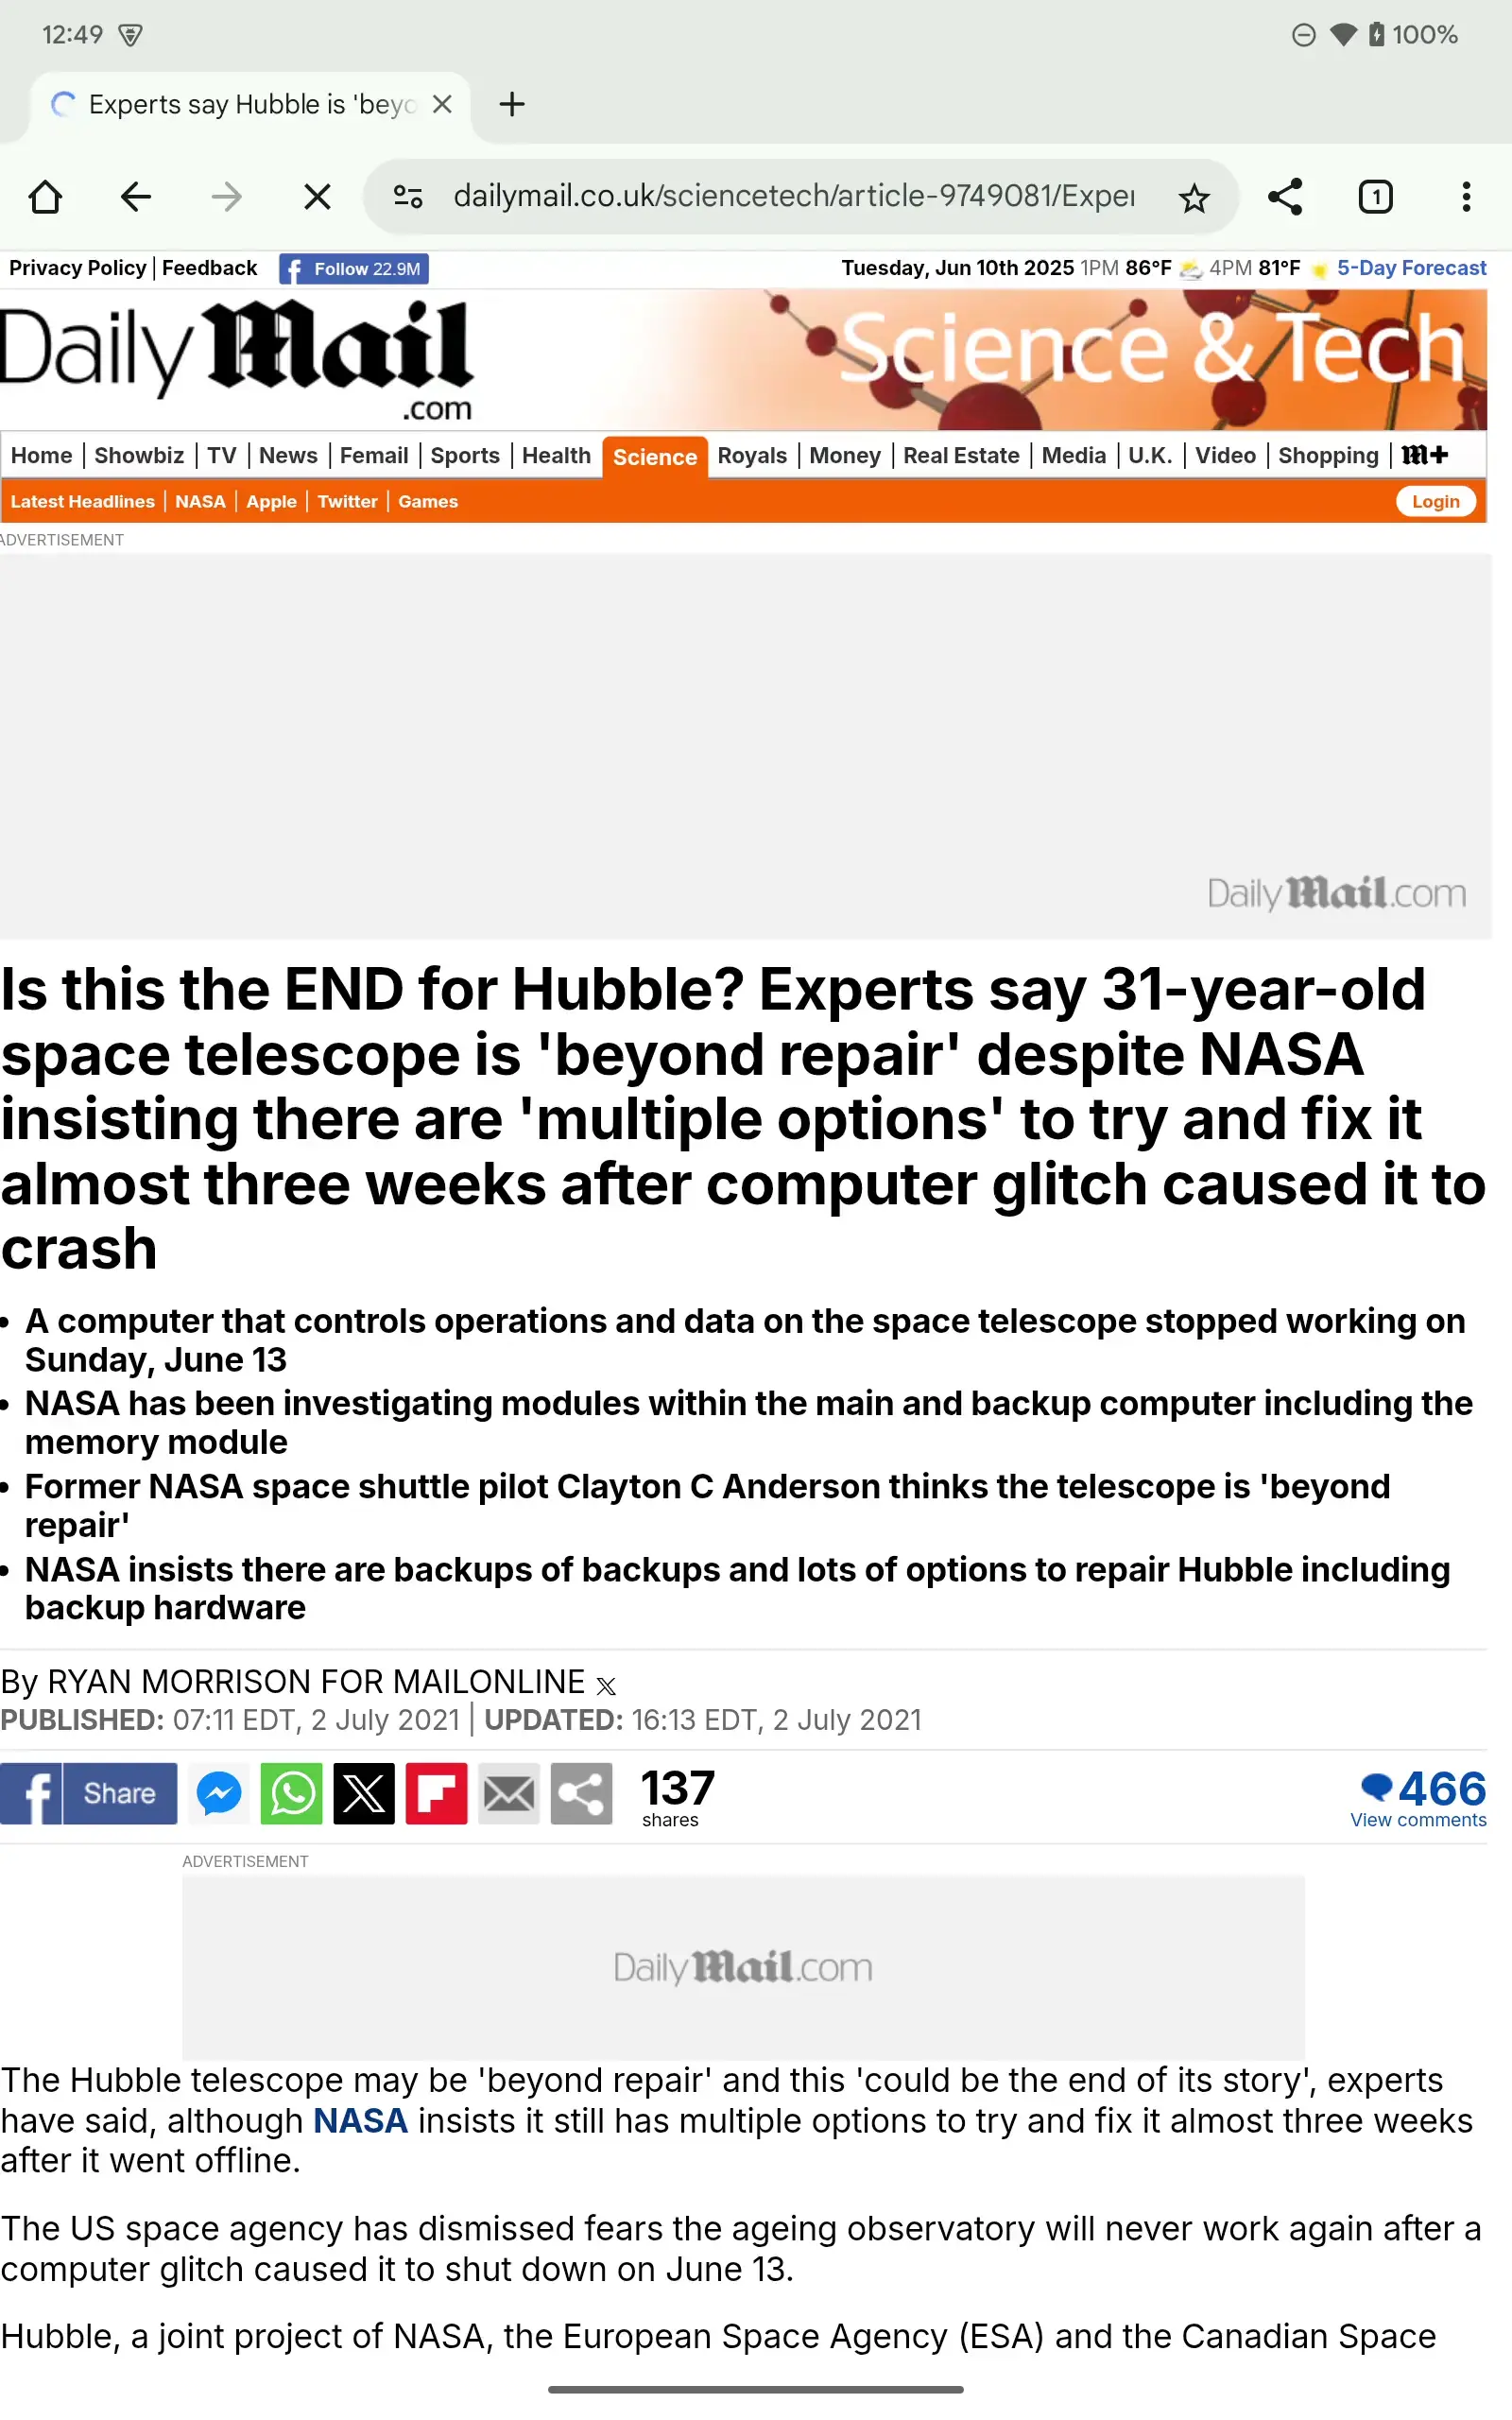 12:49
100%
Experts say Hubble is 'beyo
dailymail.co.uk/sciencetech/article-9749081/Exper
1
Privacy Policy | Feedback
Follow 22.9M
Tuesday, Jun 10th 2025 1PM 86°F 4PM 81°F 5-Day Forecast
Daily Mail
.com
Science & Tech
Home | Showbiz | TV | News | Femail | Sports | Health Science Royals | Money | Real Estate | Media | U.K. | Video | Shopping | m+
Latest Headlines | NASA | Apple | Twitter | Games
Login
ADVERTISEMENT
Daily Mail.com
Is this the END for Hubble? Experts say 31-year-old
space telescope is 'beyond repair' despite NASA
insisting there are 'multiple options' to try and fix it
almost three weeks after computer glitch caused it to
crash
• A computer that controls operations and data on the space telescope stopped working on
Sunday, June 13
• NASA has been investigating modules within the main and backup computer including the
memory module
• Former NASA space shuttle pilot Clayton C Anderson thinks the telescope is 'beyond
repair'
• NASA insists there are backups of backups and lots of options to repair Hubble including
backup hardware
By RYAN MORRISON FOR MAILONLINE
PUBLISHED: 07:11 EDT, 2 July 2021 | UPDATED: 16:13 EDT, 2 July 2021
Share
137
shares
466
View comments
ADVERTISEMENT
Daily Mail.com
The Hubble telescope may be 'beyond repair' and this 'could be the end of its story', experts
have said, although NASA insists it still has multiple options to try and fix it almost three weeks
after it went offline.
The US space agency has dismissed fears the ageing observatory will never work again after a
computer glitch caused it to shut down on June 13.
Hubble, a joint project of NASA, the European Space Agency (ESA) and the Canadian Space